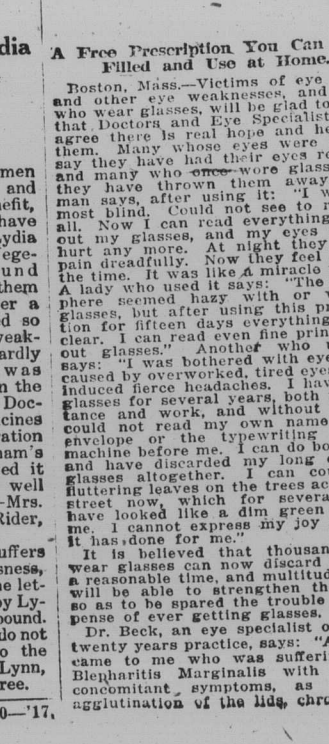 dia
men
and
nefit,
have
ydia
ege-
und
them
er a
d so
eak-
ardly
was
n the
Doc-
cines
ation
am's
ed it
well
-Mrs.
Rider,
uffers
sness,
he let-
by Ly-
ound.
do not
o the
Lynn,
ree.
0—'17.
A Free Prescription You Can
Filled and Use at Home.
Boston, Mass.—Victims of eye
and other eye weaknesses, and
who wear glasses, will be glad to
that Doctors and Eye Specialist
agree there is real hope and he
them. Many whose eyes were
say they have had their eyes re
and many who once wore glass
they have thrown them away
man says, after using it: "I w
most blind. Could not see to r
all. Now I can read everything
out my glasses, and my eyes
hurt any more. At night they
pain dreadfully. Now they feel
the time. It was like a miracle
A lady who used it says: "The
phere seemed hazy with or
glasses, but after using this pr
tion for fifteen days everything
clear. I can read even fine prin
out glasses." Another who
says: "I was bothered with eye
caused by overworked, tired eye
induced fierce headaches. I hav
glasses for several years, both
tance and work, and without
could not read my own name
envelope or the typewriting
machine before me. I can do bo
and have discarded my long
glasses altogether. I can cou
fluttering leaves on the trees ac
street now, which for severa
have looked like a dim green
me. I cannot express my joy
it has done for me."
It is believed that thousan
wear glasses can now discard
a reasonable time, and multitud
will be able to strengthen th
so as to be spared the trouble
pense of ever getting glasses.
Dr. Beck, an eye specialist o
twenty years practice, says: "A
came to me who was sufferi
Blepharitis Marginalis with
concomitant symptoms, as
agglutination of the lids, chro